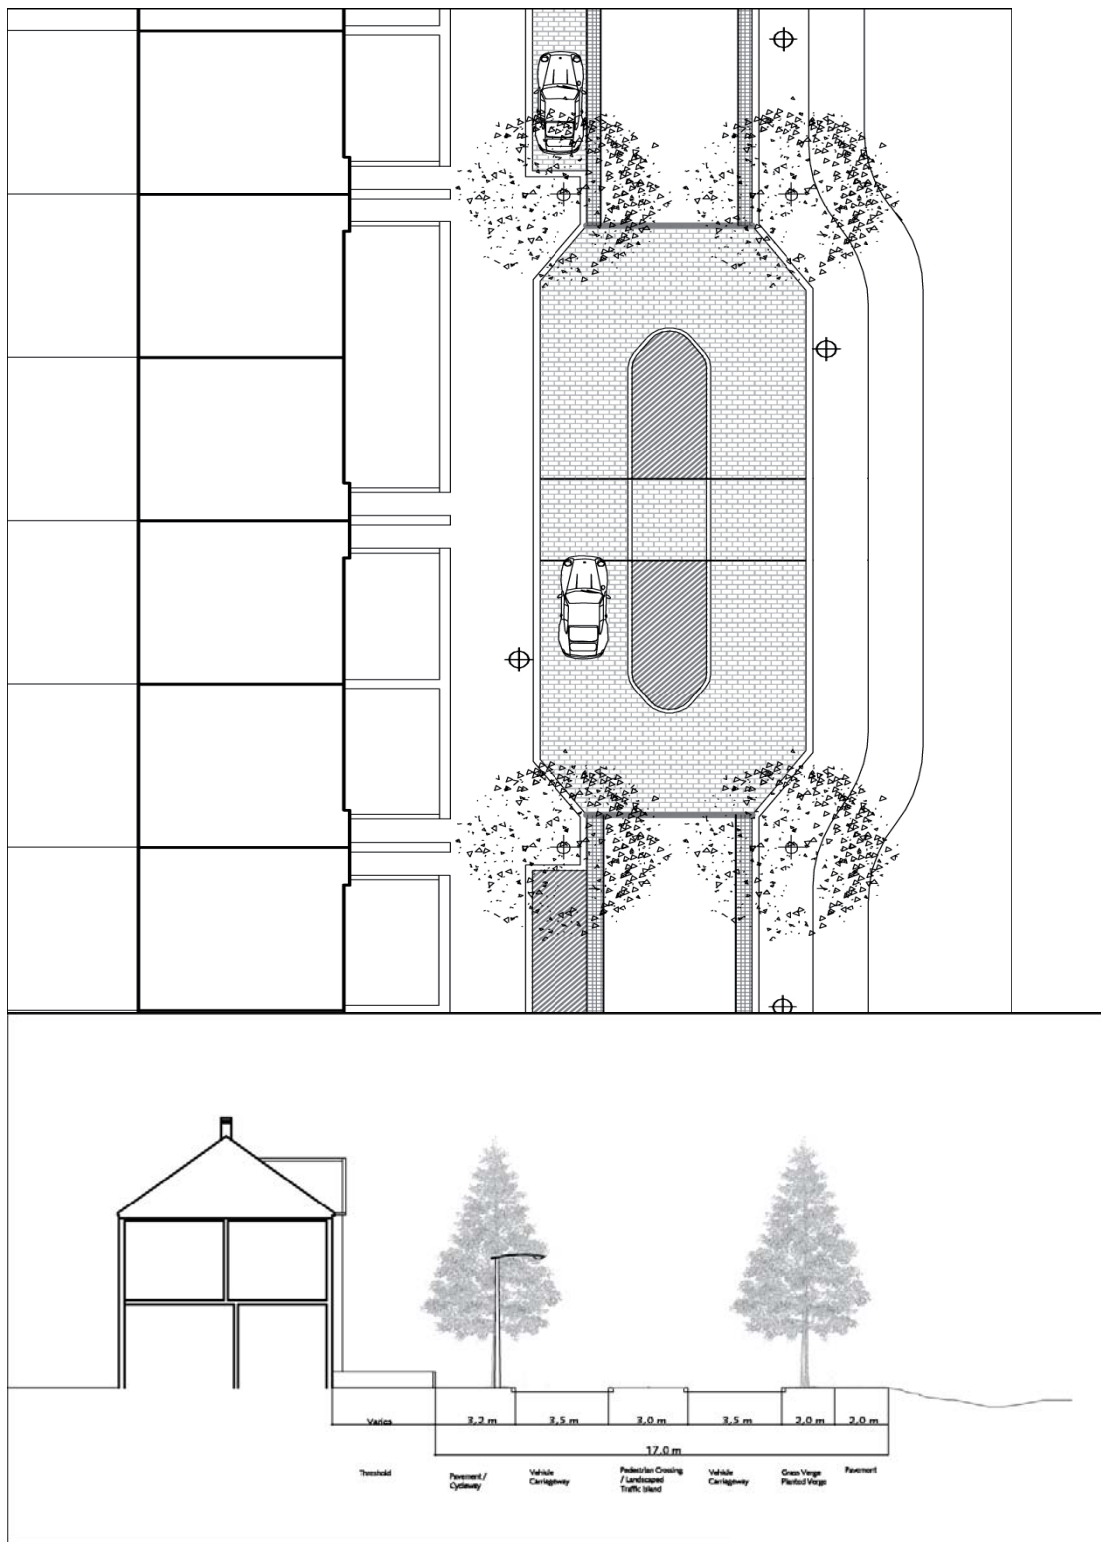 Varies
3,2 m
3,5 m
3,0 m
3,5 m
2,0 m
2,0 m
17,0 m
Threshold
Pavement /
Cycleway
Vehicle
Carriageway
Pedestrian Crossing
/ Landscaped
Traffic Island
Vehicle
Carriageway
Grass Verge
Planted Verge
Pavement